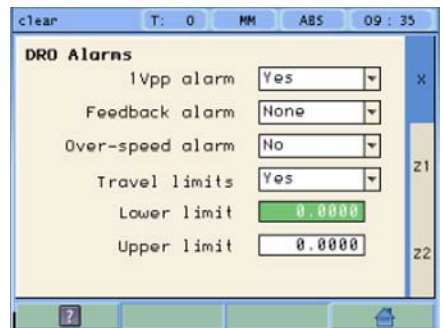 clear T: 0 MM ABS 09 : 35
DRO Alarms
1Vpp alarm Yes
Feedback alarm None
Over-speed alarm No
Travel limits Yes
Lower limit 0.0000
Upper limit 0.0000
X
Z1
Z2
?